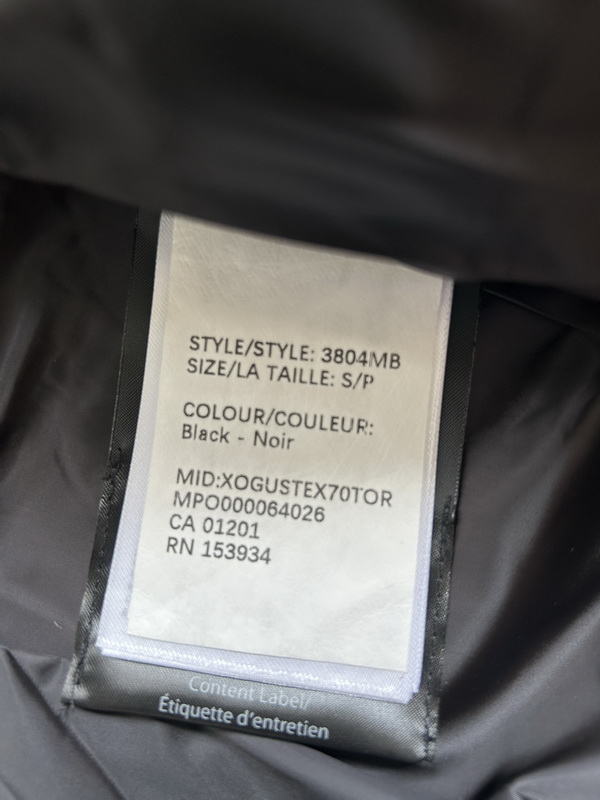 STYLE/STYLE: 3804MB
SIZE/LA TAILLE: S/P
COLOUR/COULEUR:
Black - Noir
MID:XOGUSTEX70TOR
MPO000064026
CA 01201
RN 153934
Content Label/
Étiquette d'entretien